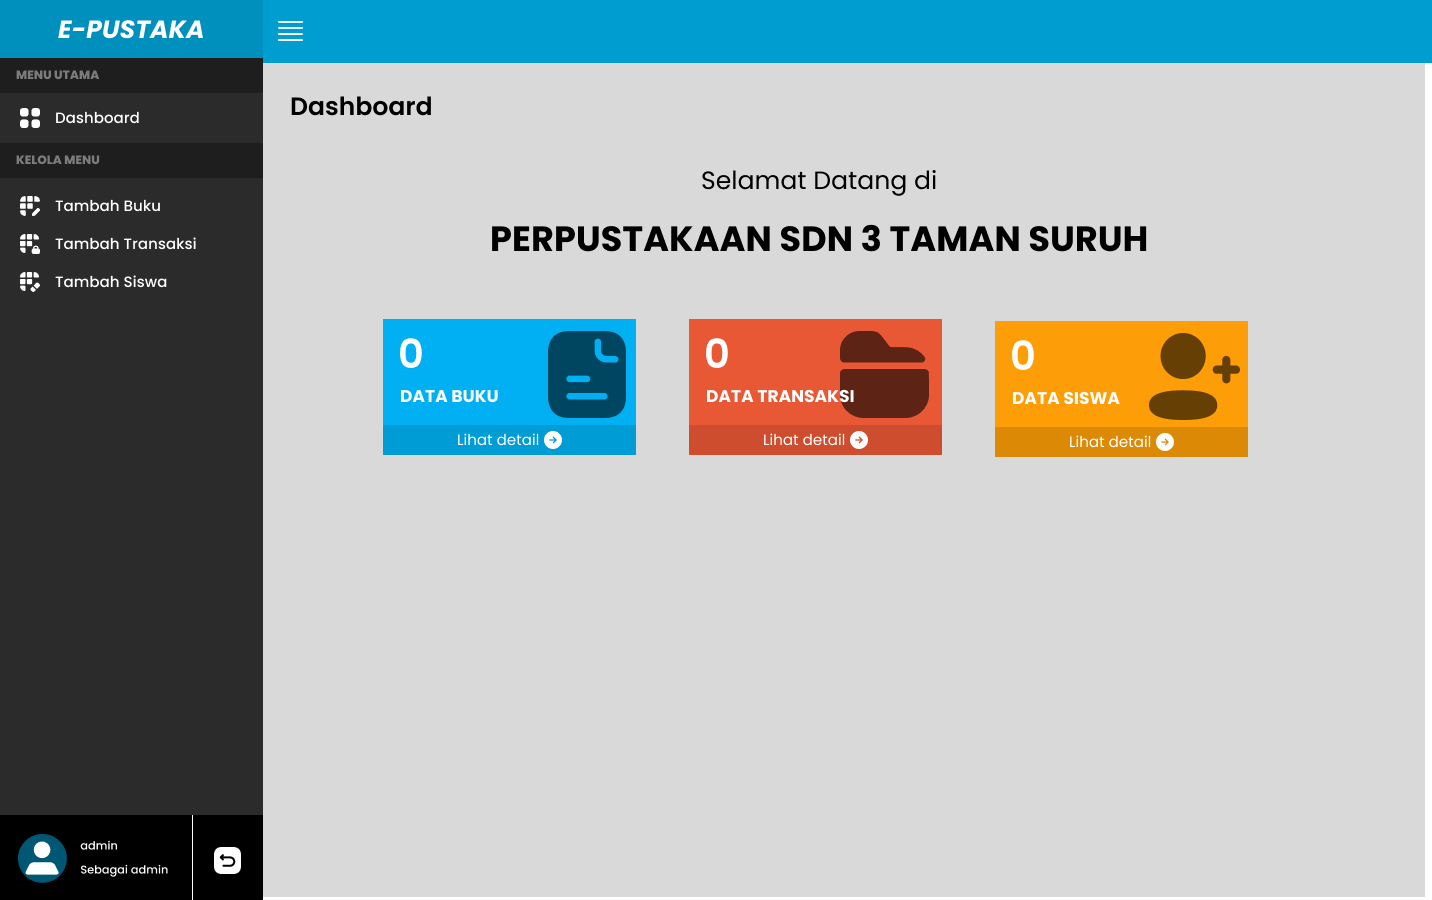 E-PUSTAKA
MENU UTAMA
Dashboard
KELOLA MENU
Tambah Buku
Tambah Transaksi
Tambah Siswa
admin
Sebagai admin
Dashboard
Selamat Datang di
PERPUSTAKAAN SDN 3 TAMAN SURUH
0
DATA BUKU
Lihat detail
0
DATA TRANSAKSI
Lihat detail
0
DATA SISWA
Lihat detail